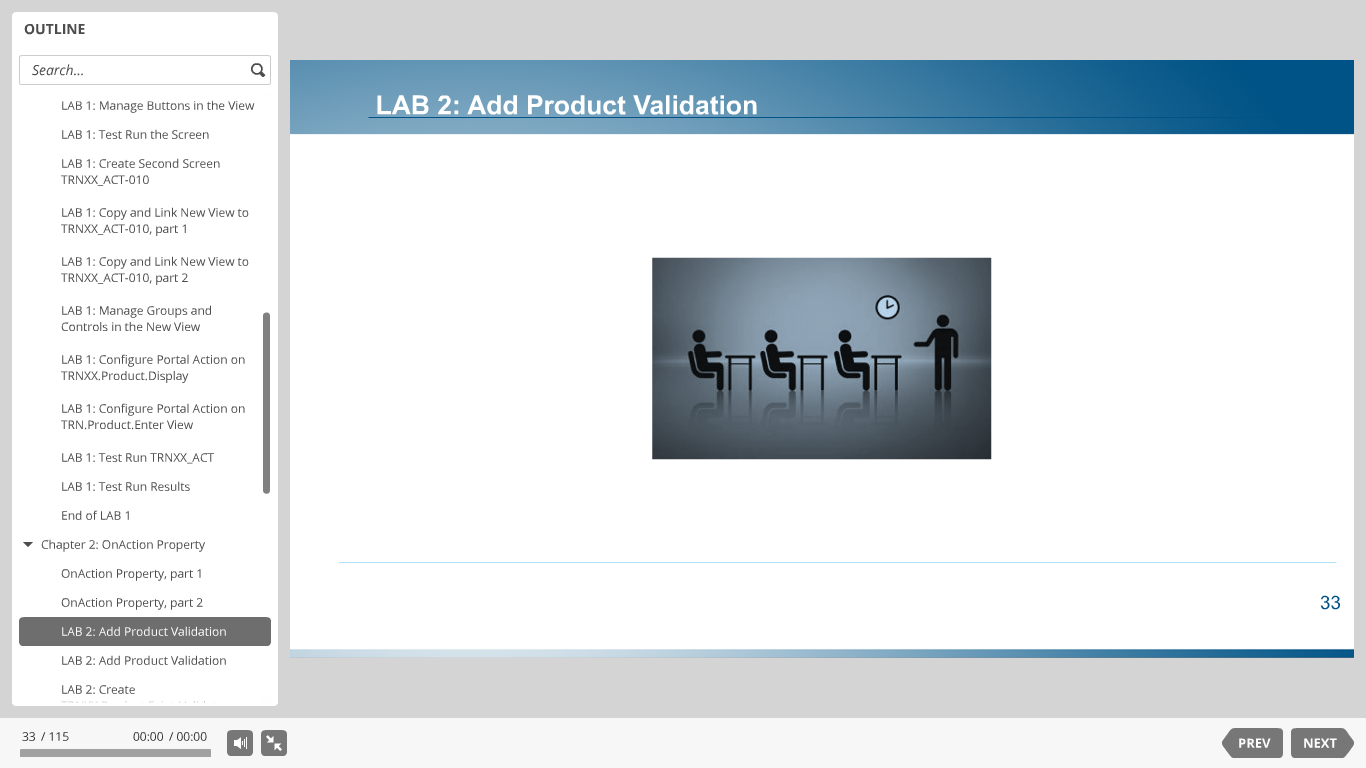 OUTLINE
Search...
LAB 1: Manage Buttons in the View
LAB 1: Test Run the Screen
LAB 1: Create Second Screen
TRNXX_ACT-010
LAB 1: Copy and Link New View to
TRNXX_ACT-010, part 1
LAB 1: Copy and Link New View to
TRNXX_ACT-010, part 2
LAB 1: Manage Groups and
Controls in the New View
LAB 1: Configure Portal Action on
TRNXX.Product.Display
LAB 1: Configure Portal Action on
TRN.Product.Enter View
LAB 1: Test Run TRNXX_ACT
LAB 1: Test Run Results
End of LAB 1
Chapter 2: OnAction Property
OnAction Property, part 1
OnAction Property, part 2
LAB 2: Add Product Validation
LAB 2: Add Product Validation
LAB 2: Create
LAB 2: Add Product Validation
33
33 / 115
00:00 / 00:00
PREV
NEXT